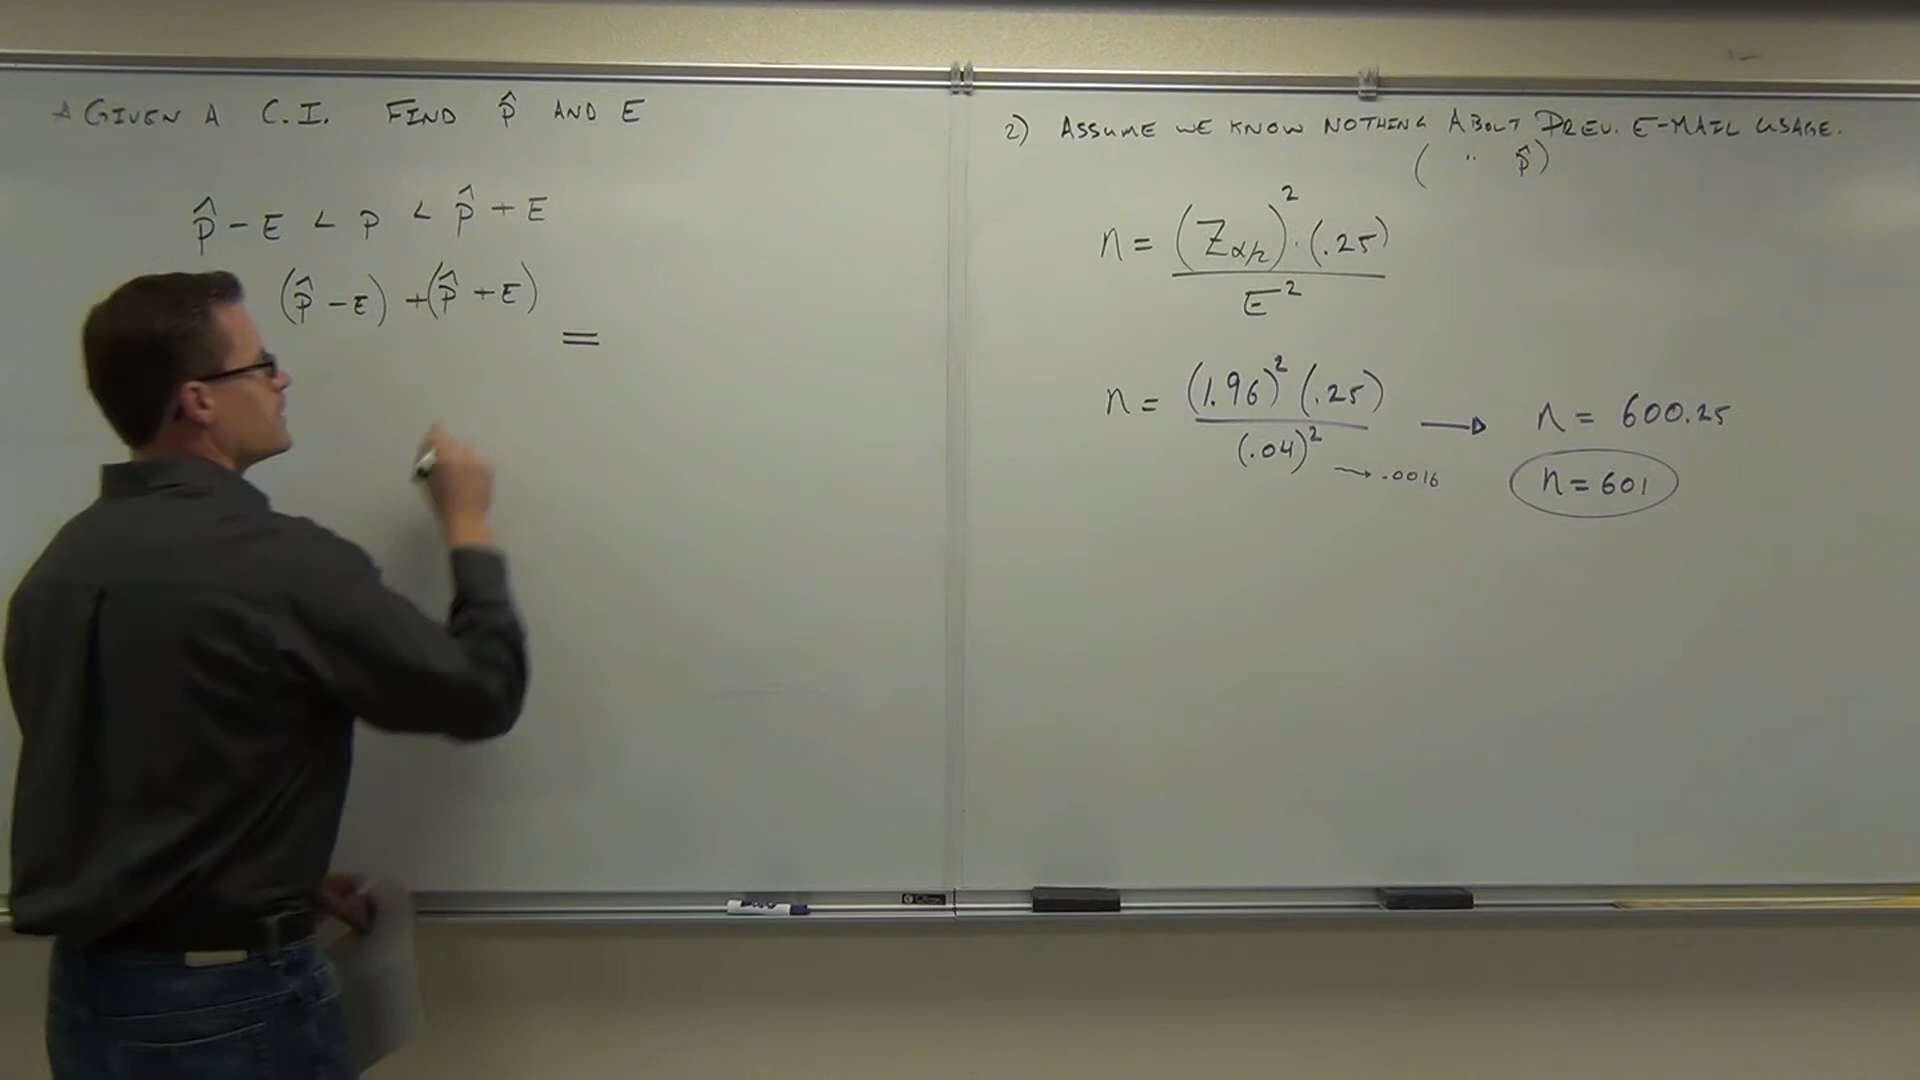 GIVEN A C.I. FIND p̂ AND E
p̂ - E < p < p̂ + E
(p̂ - E) + (p̂ + E) =
2) ASSUME WE KNOW NOTHING ABOUT PREV. E-MAIL USAGE.
( " p̂ )
n = (Zα/2)² · (.25) / E²
n = (1.96)² (.25) / (.04)² → .0016
→ n = 600.25
n = 601